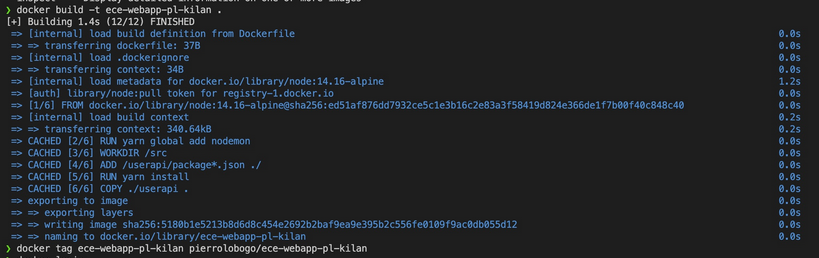 ❯ docker build -t ece-webapp-pl-kilan .
[+] Building 1.4s (12/12) FINISHED
=> [internal] load build definition from Dockerfile 0.0s
=> => transferring dockerfile: 37B 0.0s
=> [internal] load .dockerignore 0.0s
=> => transferring context: 34B 0.0s
=> [internal] load metadata for docker.io/library/node:14.16-alpine 1.2s
=> [auth] library/node:pull token for registry-1.docker.io 0.0s
=> [1/6] FROM docker.io/library/node:14.16-alpine@sha256:ed51af876dd7932ce5c1e3b16c2e83a3f58419d824e366de1f7b00f40c848c40 0.0s
=> [internal] load build context 0.2s
=> => transferring context: 340.64kB 0.2s
=> CACHED [2/6] RUN yarn global add nodemon 0.0s
=> CACHED [3/6] WORKDIR /src 0.0s
=> CACHED [4/6] ADD /userapi/package*.json ./ 0.0s
=> CACHED [5/6] RUN yarn install 0.0s
=> CACHED [6/6] COPY ./userapi . 0.0s
=> exporting to image 0.0s
=> => exporting layers 0.0s
=> => writing image sha256:5180b1e5213b8d6d8c454e2692b2baf9ea9e395b2c556fe0109f9ac0db055d12 0.0s
=> => naming to docker.io/library/ece-webapp-pl-kilan 0.0s
❯ docker tag ece-webapp-pl-kilan pierrolobogo/ece-webapp-pl-kilan